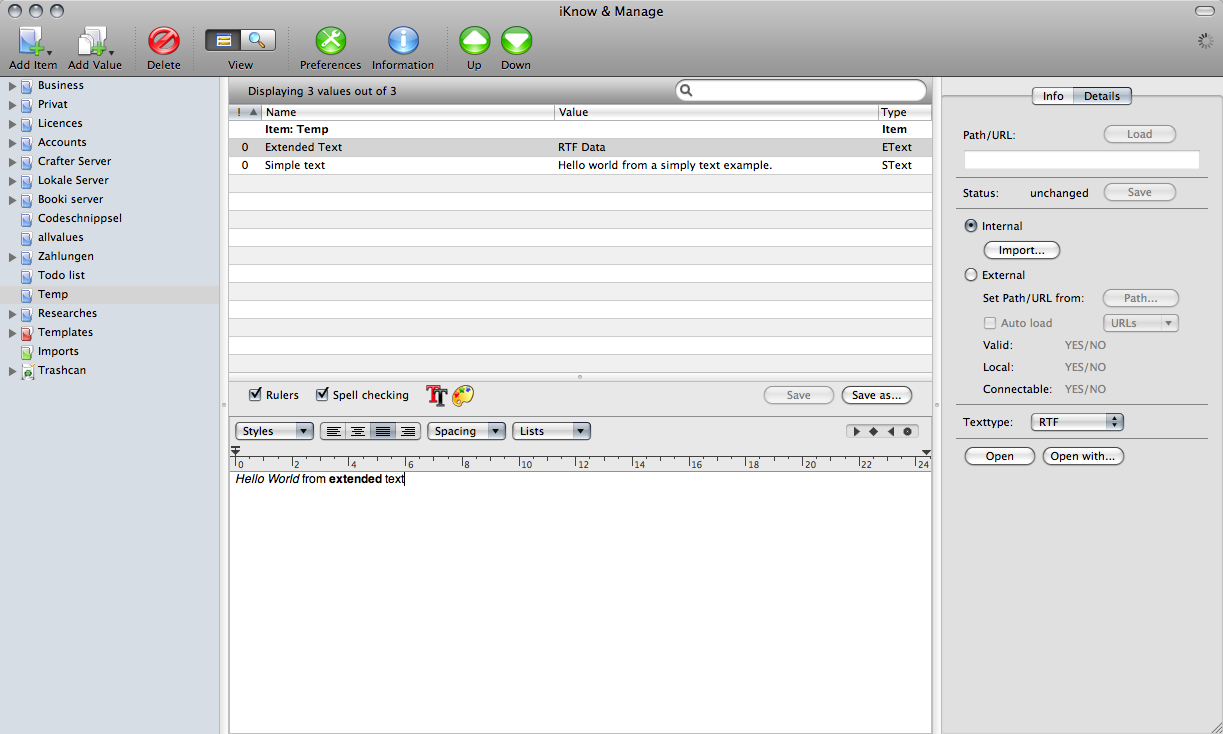 iKnow & Manage
Add Item Add Value Delete View Preferences Information Up Down
Business
Privat
Licences
Accounts
Crafter Server
Lokale Server
Booki server
Codeschnippsel
allvalues
Zahlungen
Todo list
Temp
Researches
Templates
Imports
Trashcan
Displaying 3 values out of 3
! Name Value Type
Item: Temp Item
0 Extended Text RTF Data EText
0 Simple text Hello world from a simply text example. SText
Rulers Spell checking Save Save as...
Styles Spacing Lists
0 2 4 6 8 10 12 14 16 18 20 22 24
Hello World from extended text
Info Details
Path/URL: Load
Status: unchanged Save
Internal
Import...
External
Set Path/URL from: Path...
Auto load URLs
Valid: YES/NO
Local: YES/NO
Connectable: YES/NO
Texttype: RTF
Open Open with...